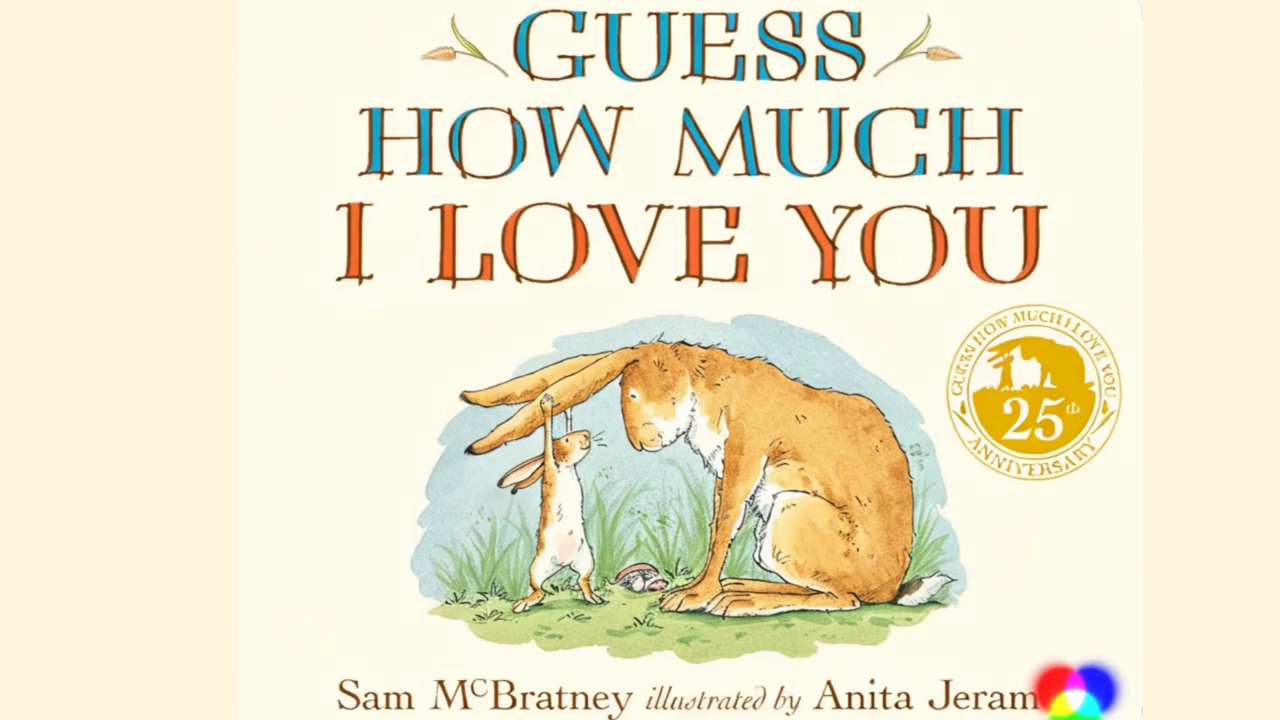 GUESS
HOW MUCH
I LOVE YOU
GUESS HOW MUCH I LOVE YOU
25th
ANNIVERSARY
Sam McBratney illustrated by Anita Jeram